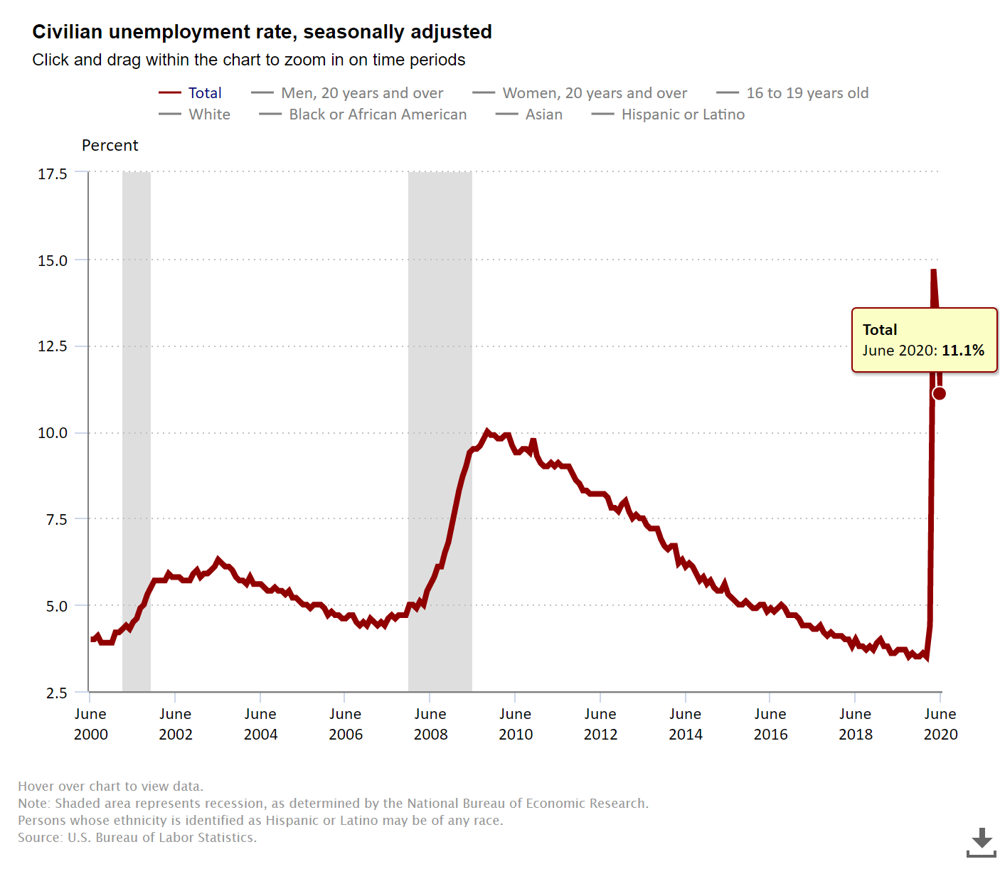 Civilian unemployment rate, seasonally adjusted
Click and drag within the chart to zoom in on time periods
Total Men, 20 years and over Women, 20 years and over 16 to 19 years old
White Black or African American Asian Hispanic or Latino
Percent
17.5
15.0
12.5
10.0
7.5
5.0
2.5
Total
June 2020: 11.1%
June June June June June June June June June June June
2000 2002 2004 2006 2008 2010 2012 2014 2016 2018 2020
Hover over chart to view data.
Note: Shaded area represents recession, as determined by the National Bureau of Economic Research.
Persons whose ethnicity is identified as Hispanic or Latino may be of any race.
Source: U.S. Bureau of Labor Statistics.